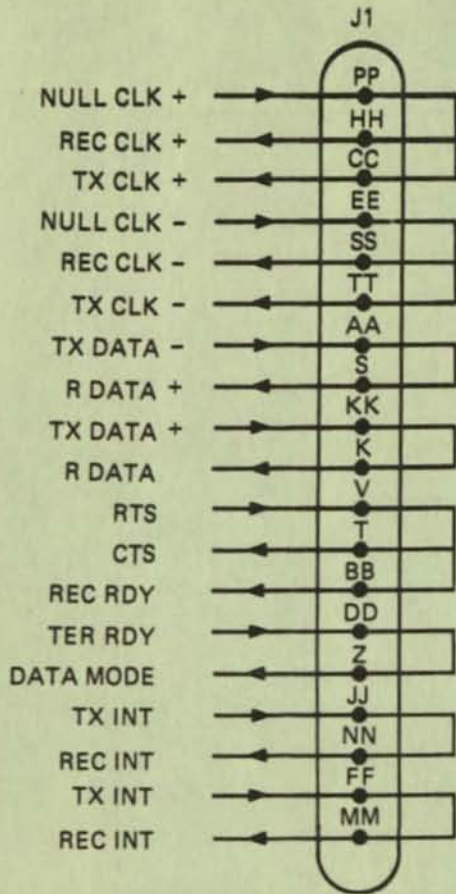 J1
PP
NULL CLK +
HH
REC CLK +
CC
TX CLK +
EE
NULL CLK -
SS
REC CLK -
TT
TX CLK -
AA
TX DATA -
S
R DATA +
KK
TX DATA +
K
R DATA
V
RTS
T
CTS
BB
REC RDY
DD
TER RDY
Z
DATA MODE
JJ
TX INT
NN
REC INT
FF
TX INT
MM
REC INT